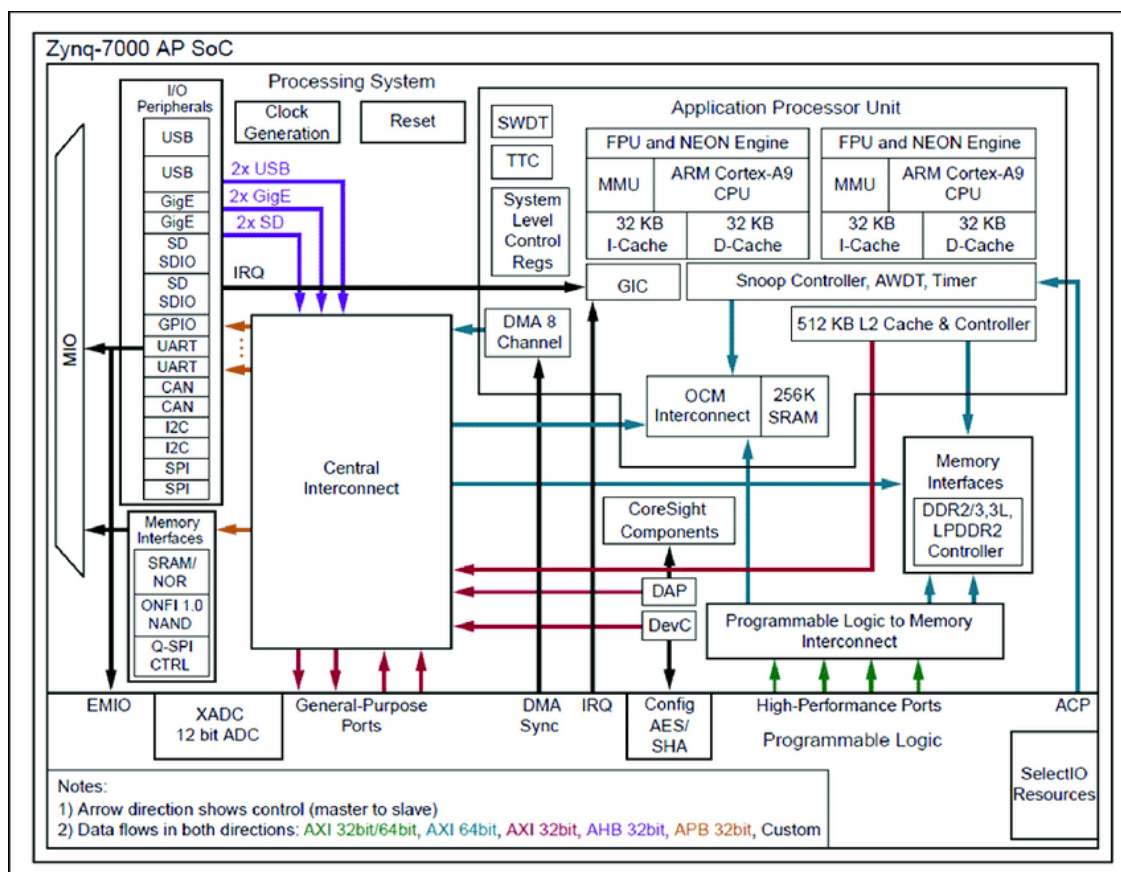 Zynq-7000 AP SoC
Processing System
I/O
Peripherals
USB
USB
GigE
GigE
SD
SDIO
SD
SDIO
GPIO
UART
UART
CAN
CAN
I2C
I2C
SPI
SPI
MIO
Clock
Generation
Reset
2x USB
2x GigE
2x SD
IRQ
Application Processor Unit
SWDT
TTC
System
Level
Control
Regs
FPU and NEON Engine
MMU
ARM Cortex-A9
CPU
32 KB
I-Cache
32 KB
D-Cache
FPU and NEON Engine
MMU
ARM Cortex-A9
CPU
32 KB
I-Cache
32 KB
D-Cache
GIC
Snoop Controller, AWDT, Timer
DMA 8
Channel
512 KB L2 Cache & Controller
OCM
Interconnect
256K
SRAM
Central
Interconnect
Memory
Interfaces
DDR2/3,3L,
LPDDR2
Controller
CoreSight
Components
DAP
DevC
Programmable Logic to Memory
Interconnect
Memory
Interfaces
SRAM/
NOR
ONFI 1.0
NAND
Q-SPI
CTRL
EMIO
XADC
12 bit ADC
General-Purpose
Ports
DMA
Sync
IRQ
Config
AES/
SHA
High-Performance Ports
ACP
Programmable Logic
SelectIO
Resources
Notes:
1) Arrow direction shows control (master to slave)
2) Data flows in both directions: AXI 32bit/64bit, AXI 64bit, AXI 32bit, AHB 32bit, APB 32bit, Custom